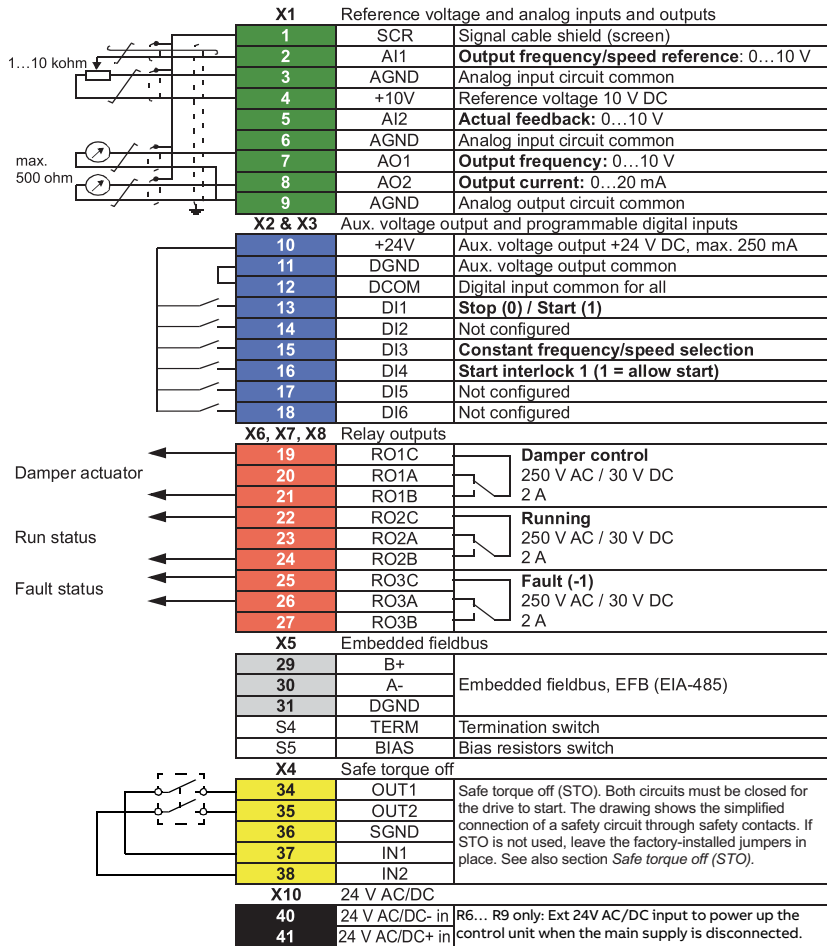 X1 Reference voltage and analog inputs and outputs
1 SCR Signal cable shield (screen)
2 AI1 Output frequency/speed reference: 0…10 V
1…10 kohm
3 AGND Analog input circuit common
4 +10V Reference voltage 10 V DC
5 AI2 Actual feedback: 0…10 V
6 AGND Analog input circuit common
max.
500 ohm
7 AO1 Output frequency: 0…10 V
8 AO2 Output current: 0…20 mA
9 AGND Analog output circuit common
X2 & X3 Aux. voltage output and programmable digital inputs
10 +24V Aux. voltage output +24 V DC, max. 250 mA
11 DGND Aux. voltage output common
12 DCOM Digital input common for all
13 DI1 Stop (0) / Start (1)
14 DI2 Not configured
15 DI3 Constant frequency/speed selection
16 DI4 Start interlock 1 (1 = allow start)
17 DI5 Not configured
18 DI6 Not configured
X6, X7, X8 Relay outputs
19 RO1C Damper control
Damper actuator 20 RO1A 250 V AC / 30 V DC
21 RO1B 2 A
22 RO2C Running
Run status 23 RO2A 250 V AC / 30 V DC
24 RO2B 2 A
25 RO3C Fault (-1)
Fault status
26 RO3A 250 V AC / 30 V DC
27 RO3B 2 A
X5 Embedded fieldbus
29 B+
30 A- Embedded fieldbus, EFB (EIA-485)
31 DGND
S4 TERM Termination switch
S5 BIAS Bias resistors switch
X4 Safe torque off
34 OUT1 Safe torque off (STO). Both circuits must be closed for
35 OUT2 the drive to start. The drawing shows the simplified
36 SGND connection of a safety circuit through safety contacts. If
37 IN1 STO is not used, leave the factory-installed jumpers in
38 IN2 place. See also section Safe torque off (STO).
X10 24 V AC/DC
40 24 V AC/DC- in R6… R9 only: Ext 24V AC/DC input to power up the
41 24 V AC/DC+ in control unit when the main supply is disconnected.